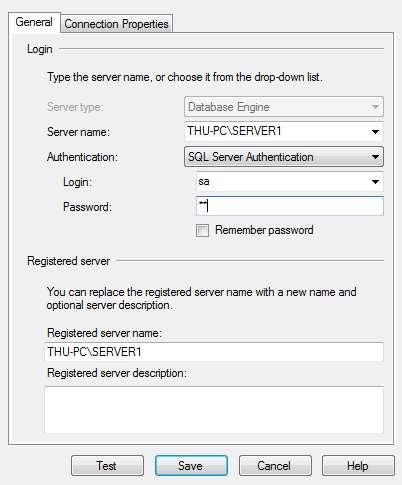 General Connection Properties
Login
Type the server name, or choose it from the drop-down list.
Server type: Database Engine
Server name: THU-PC\SERVER1
Authentication: SQL Server Authentication
Login: sa
Password: **
Remember password
Registered server
You can replace the registered server name with a new name and
optional server description.
Registered server name:
THU-PC\SERVER1
Registered server description:
Test Save Cancel Help